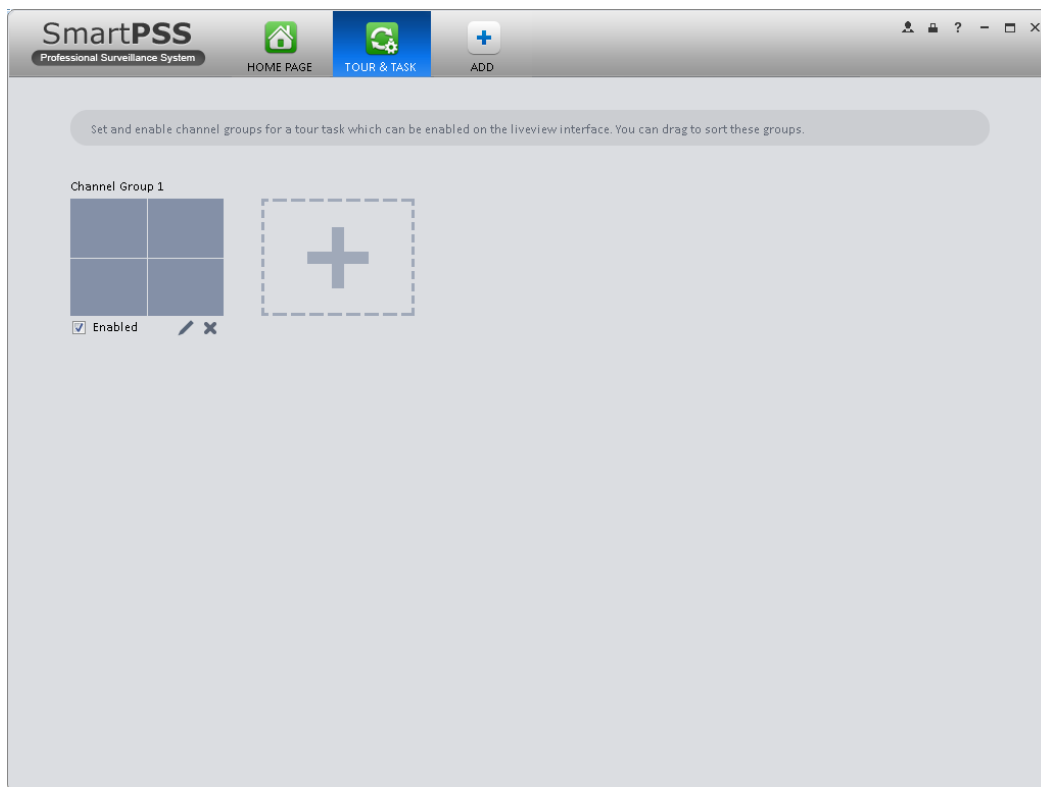 SmartPSS
Professional Surveillance System
HOME PAGE
TOUR & TASK
ADD
?
Set and enable channel groups for a tour task which can be enabled on the liveview interface. You can drag to sort these groups.
Channel Group 1
Enabled